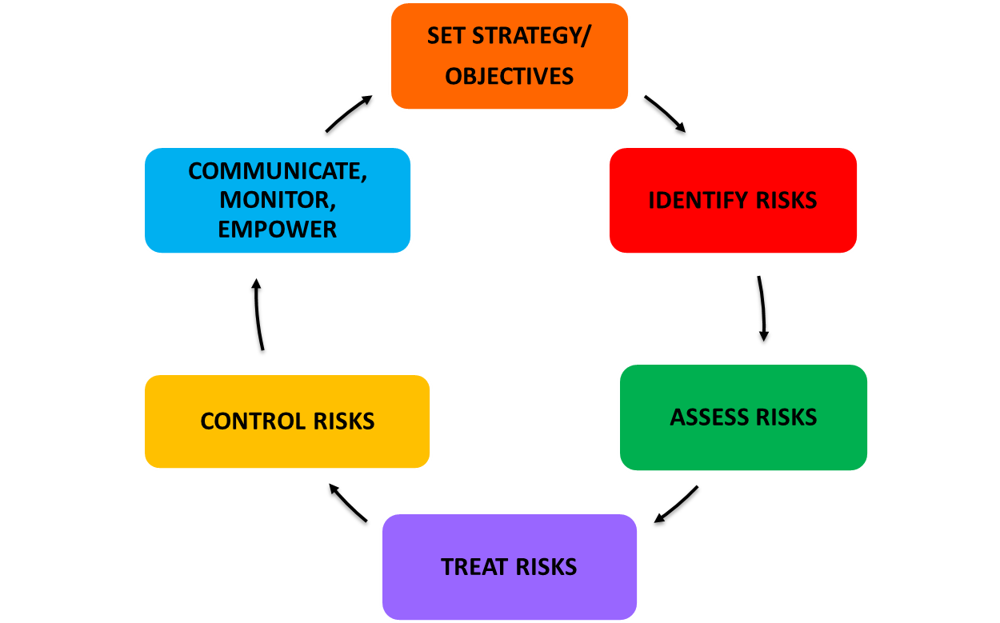 SET STRATEGY/
OBJECTIVES
IDENTIFY RISKS
ASSESS RISKS
TREAT RISKS
CONTROL RISKS
COMMUNICATE,
MONITOR,
EMPOWER